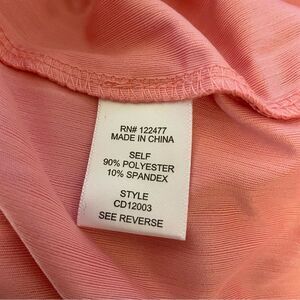 RN# 122477
MADE IN CHINA
SELF
90% POLYESTER
10% SPANDEX
STYLE
CD12003
SEE REVERSE